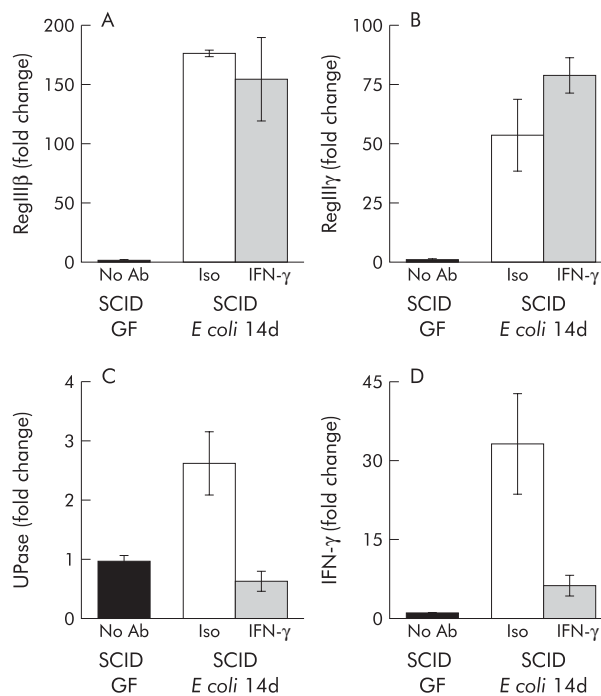 A
RegIIIβ (fold change)
200
150
100
50
0
No Ab Iso IFN-γ
SCID SCID
GF E coli 14d
B
RegIIIγ (fold change)
100
75
50
25
0
No Ab Iso IFN-γ
SCID SCID
GF E coli 14d
C
UPase (fold change)
4
3
2
1
0
No Ab Iso IFN-γ
SCID SCID
GF E coli 14d
D
IFN-γ (fold change)
45
30
15
0
No Ab Iso IFN-γ
SCID SCID
GF E coli 14d